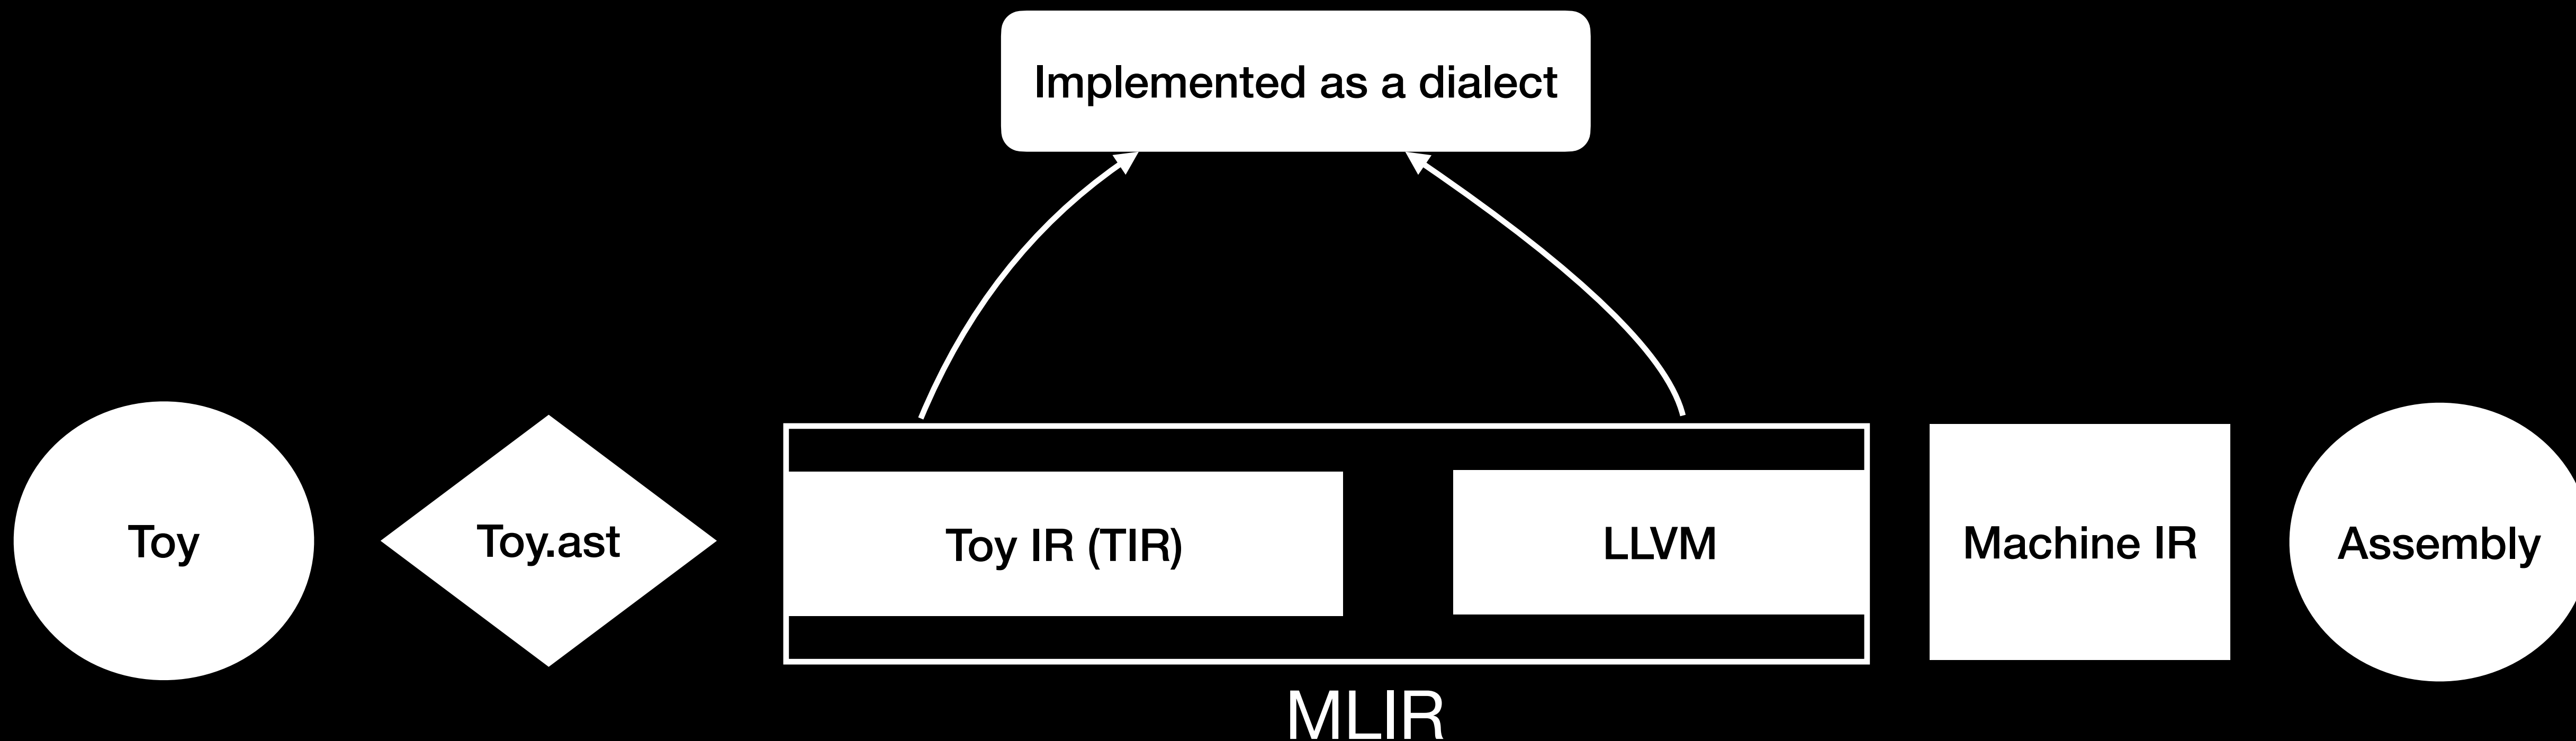 Implemented as a dialect
Toy
Toy.ast
Toy IR (TIR)
LLVM
Machine IR
Assembly
MLIR